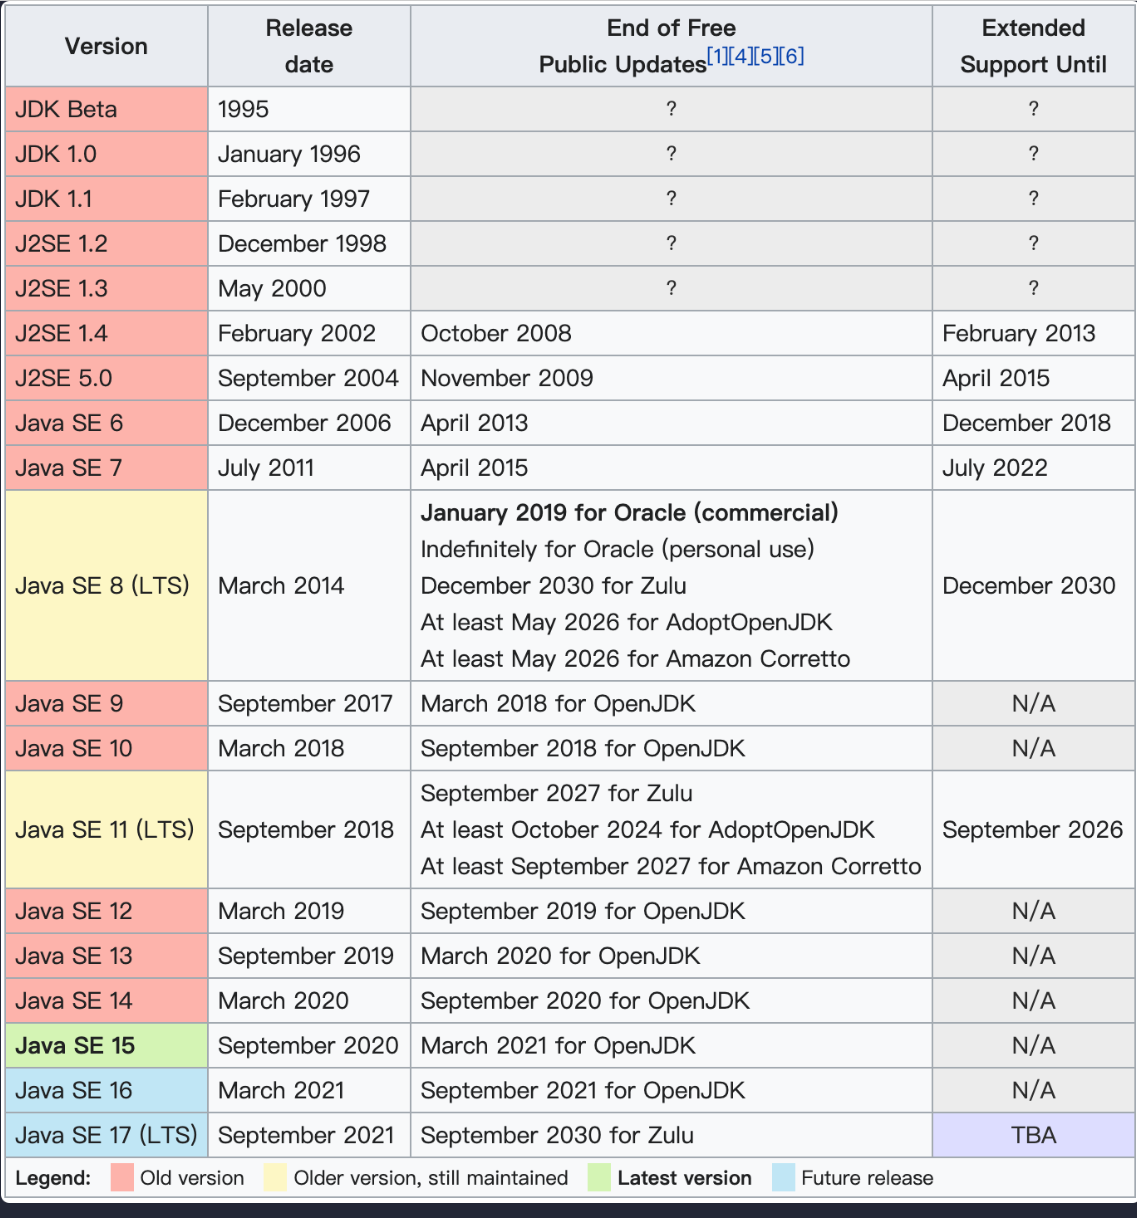 Version Release date End of Free Public Updates[1][4][5][6] Extended Support Until
JDK Beta 1995 ? ?
JDK 1.0 January 1996 ? ?
JDK 1.1 February 1997 ? ?
J2SE 1.2 December 1998 ? ?
J2SE 1.3 May 2000 ? ?
J2SE 1.4 February 2002 October 2008 February 2013
J2SE 5.0 September 2004 November 2009 April 2015
Java SE 6 December 2006 April 2013 December 2018
Java SE 7 July 2011 April 2015 July 2022
Java SE 8 (LTS) March 2014 January 2019 for Oracle (commercial)
Indefinitely for Oracle (personal use)
December 2030 for Zulu
At least May 2026 for AdoptOpenJDK
At least May 2026 for Amazon Corretto December 2030
Java SE 9 September 2017 March 2018 for OpenJDK N/A
Java SE 10 March 2018 September 2018 for OpenJDK N/A
Java SE 11 (LTS) September 2018 September 2027 for Zulu
At least October 2024 for AdoptOpenJDK
At least September 2027 for Amazon Corretto September 2026
Java SE 12 March 2019 September 2019 for OpenJDK N/A
Java SE 13 September 2019 March 2020 for OpenJDK N/A
Java SE 14 March 2020 September 2020 for OpenJDK N/A
Java SE 15 September 2020 March 2021 for OpenJDK N/A
Java SE 16 March 2021 September 2021 for OpenJDK N/A
Java SE 17 (LTS) September 2021 September 2030 for Zulu TBA
Legend: Old version Older version, still maintained Latest version Future release